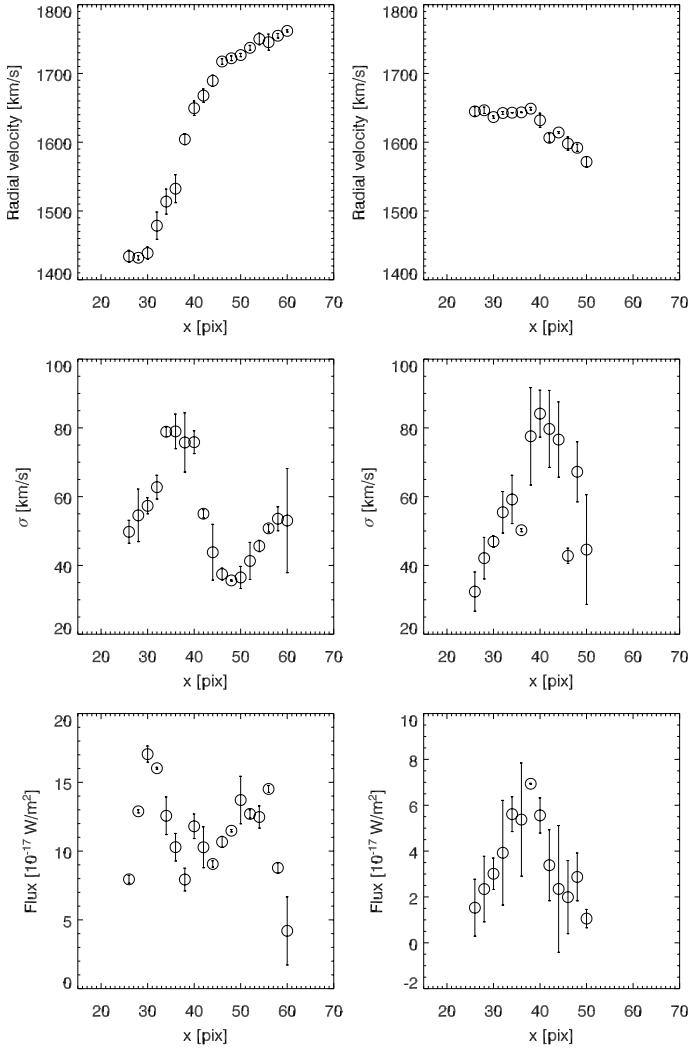 1800 1800
1700 1700
1600 1600
1500 1500
1400 1400
Radial velocity [km/s] Radial velocity [km/s]
20 30 40 50 60 70 20 30 40 50 60 70
x [pix] x [pix]
100 100
80 80
60 60
40 40
20 20
σ [km/s] σ [km/s]
20 30 40 50 60 70 20 30 40 50 60 70
x [pix] x [pix]
20 10
15 8
10 6
5 4
0 2
0
-2
Flux [10⁻¹⁷ W/m²] Flux [10⁻¹⁷ W/m²]
20 30 40 50 60 70 20 30 40 50 60 70
x [pix] x [pix]